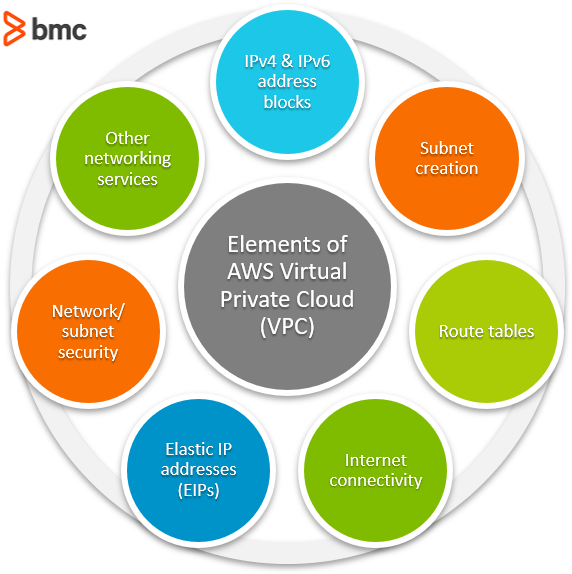 bmc
IPv4 & IPv6
address
blocks
Subnet
creation
Route tables
Internet
connectivity
Elastic IP
addresses
(EIPs)
Network/
subnet
security
Other
networking
services
Elements of
AWS Virtual
Private Cloud
(VPC)